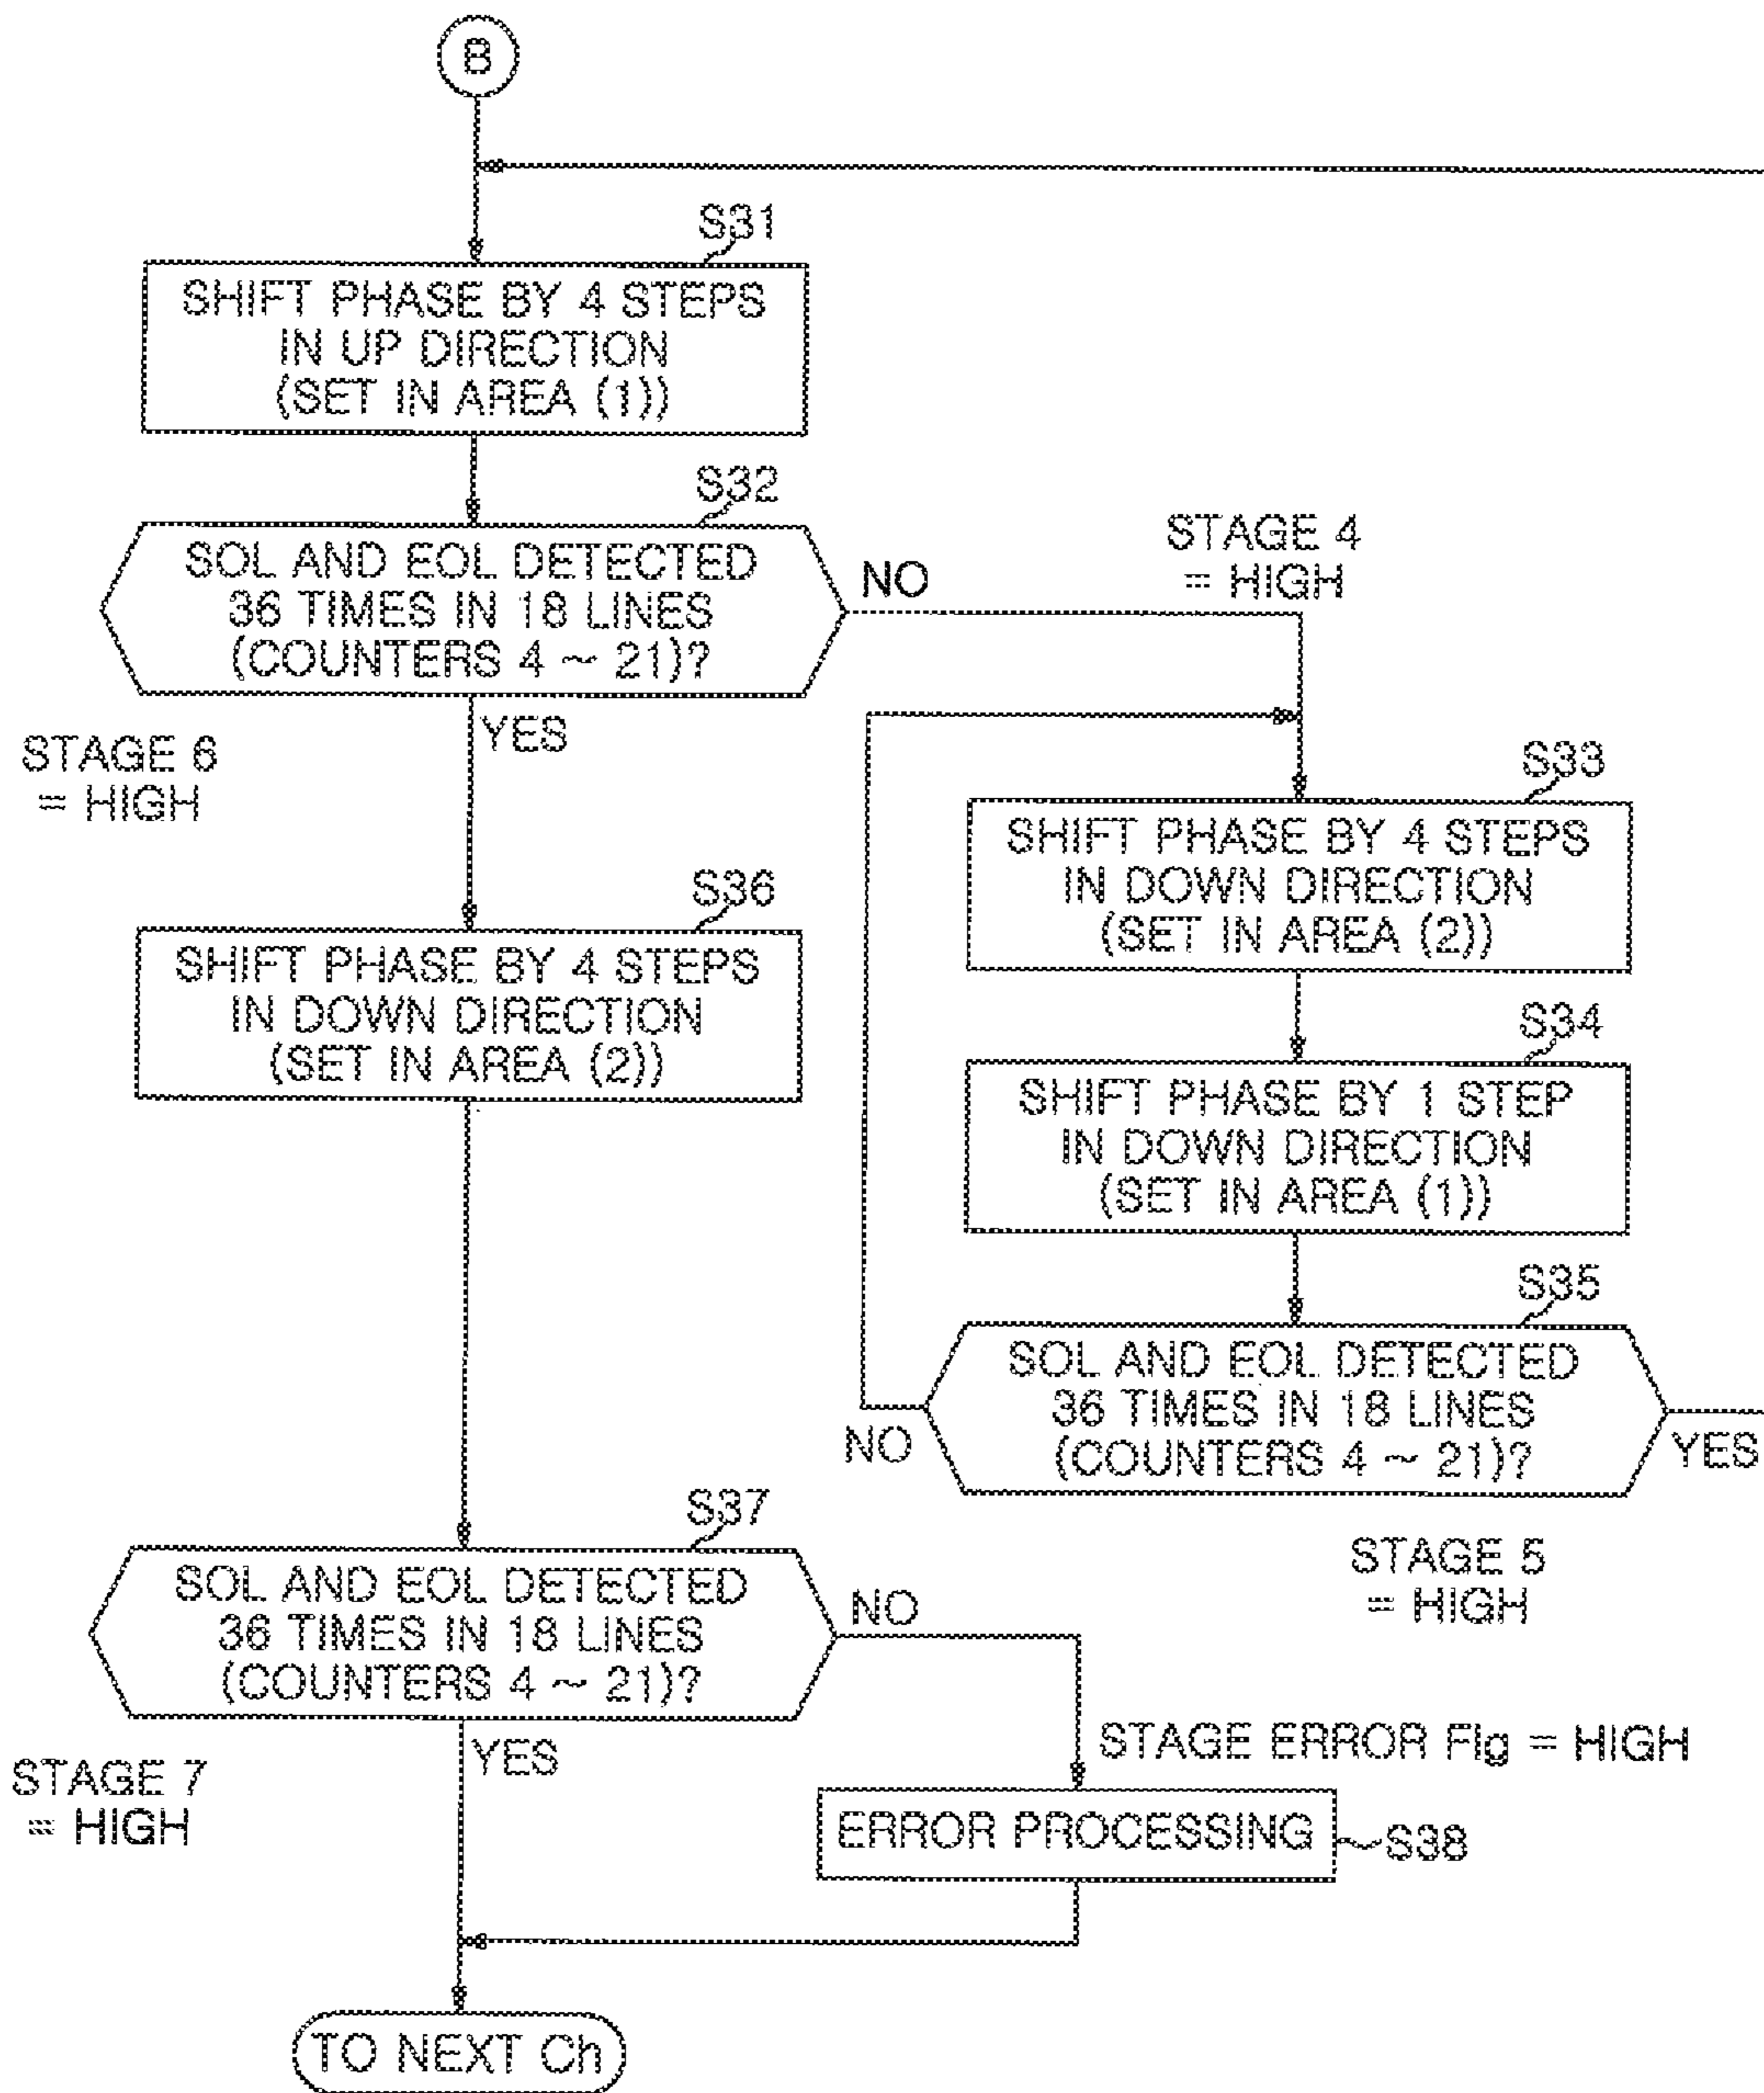 B
S31
SHIFT PHASE BY 4 STEPS
IN UP DIRECTION
(SET IN AREA (1))
S32
SOL AND EOL DETECTED
36 TIMES IN 18 LINES
(COUNTERS 4 ~ 21)?
NO
STAGE 4
= HIGH
YES
STAGE 6
= HIGH
S33
SHIFT PHASE BY 4 STEPS
IN DOWN DIRECTION
(SET IN AREA (2))
S36
SHIFT PHASE BY 4 STEPS
IN DOWN DIRECTION
(SET IN AREA (2))
S34
SHIFT PHASE BY 1 STEP
IN DOWN DIRECTION
(SET IN AREA (1))
S35
SOL AND EOL DETECTED
36 TIMES IN 18 LINES
(COUNTERS 4 ~ 21)?
NO
YES
STAGE 5
= HIGH
S37
SOL AND EOL DETECTED
36 TIMES IN 18 LINES
(COUNTERS 4 ~ 21)?
NO
YES
STAGE 7
= HIGH
STAGE ERROR Flg = HIGH
ERROR PROCESSING
S38
TO NEXT Ch